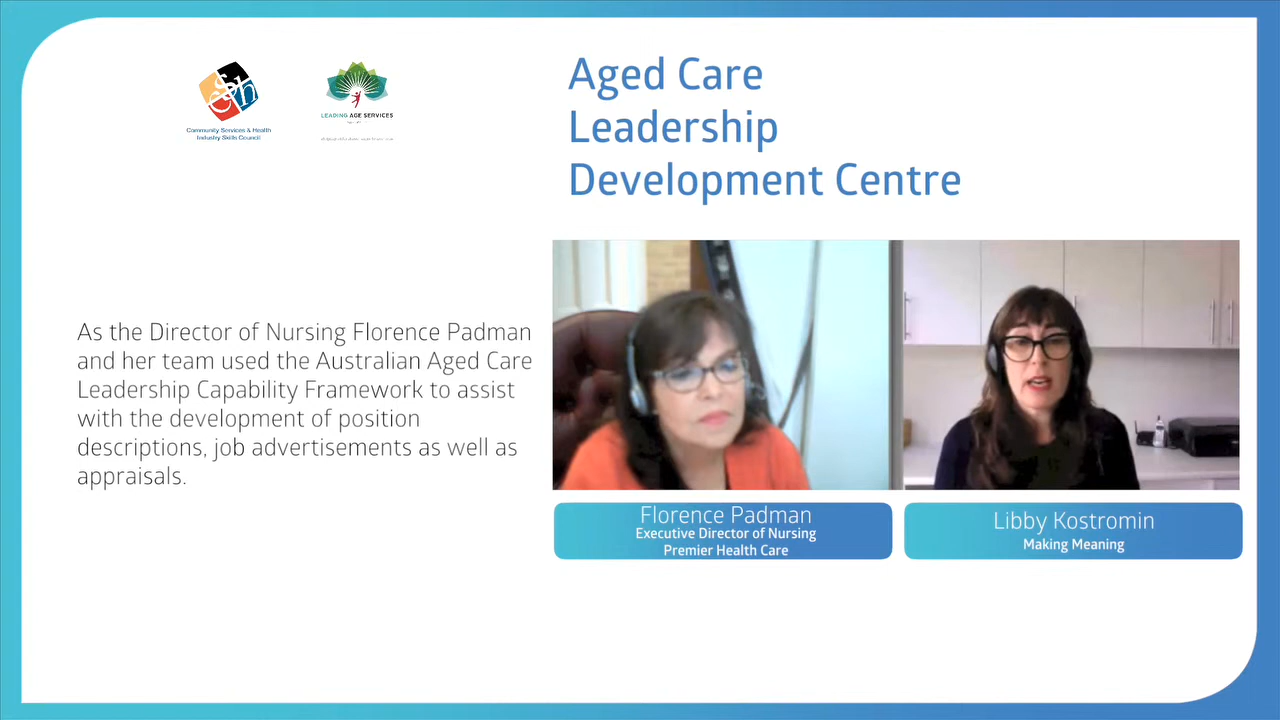 csh
Community Services & Health
Industry Skills Council
LEADING AGE SERVICES
Aged Care
Leadership
Development Centre
As the Director of Nursing Florence Padman
and her team used the Australian Aged Care
Leadership Capability Framework to assist
with the development of position
descriptions, job advertisements as well as
appraisals.
Florence Padman
Executive Director of Nursing
Premier Health Care
Libby Kostromin
Making Meaning